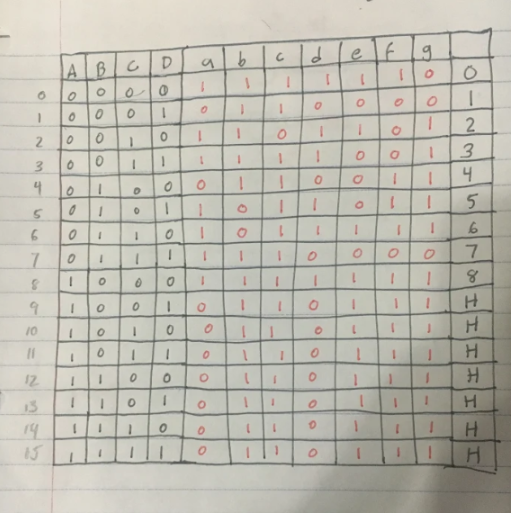 A B C D a b c d e f g
0 0 0 0 0 1 1 1 1 1 1 0 0
1 0 0 0 1 0 1 1 0 0 0 0 1
2 0 0 1 0 1 1 0 1 1 0 1 2
3 0 0 1 1 1 1 1 1 0 0 1 3
4 0 1 0 0 0 1 1 0 0 1 1 4
5 0 1 0 1 1 0 1 1 0 1 1 5
6 0 1 1 0 1 0 1 1 1 1 1 6
7 0 1 1 1 1 1 1 0 0 0 0 7
8 1 0 0 0 1 1 1 1 1 1 1 8
9 1 0 0 1 0 1 1 0 1 1 1 H
10 1 0 1 0 0 1 1 0 1 1 1 H
11 1 0 1 1 0 1 1 0 1 1 1 H
12 1 1 0 0 0 1 1 0 1 1 1 H
13 1 1 0 1 0 1 1 0 1 1 1 H
14 1 1 1 0 0 1 1 0 1 1 1 H
15 1 1 1 1 0 1 1 0 1 1 1 H